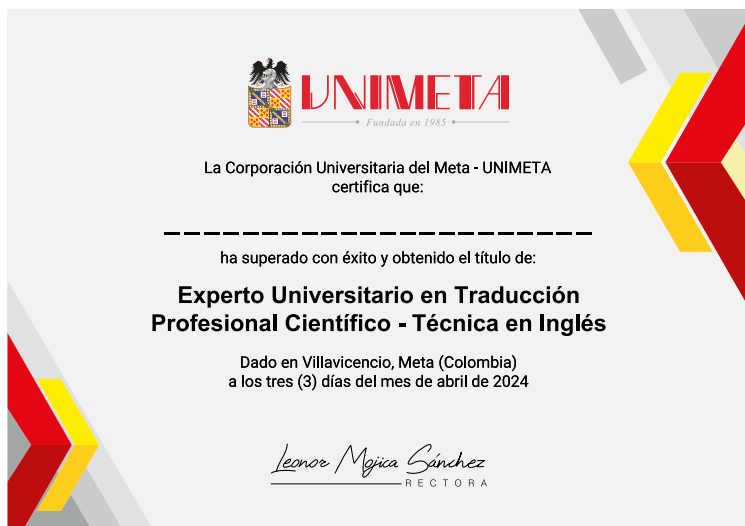 UNIMETA
Fundada en 1985
La Corporación Universitaria del Meta - UNIMETA
certifica que:
ha superado con éxito y obtenido el título de:
Experto Universitario en Traducción
Profesional Científico - Técnica en Inglés
Dado en Villavicencio, Meta (Colombia)
a los tres (3) días del mes de abril de 2024
Leonor Mojica Sánchez
RECTORA